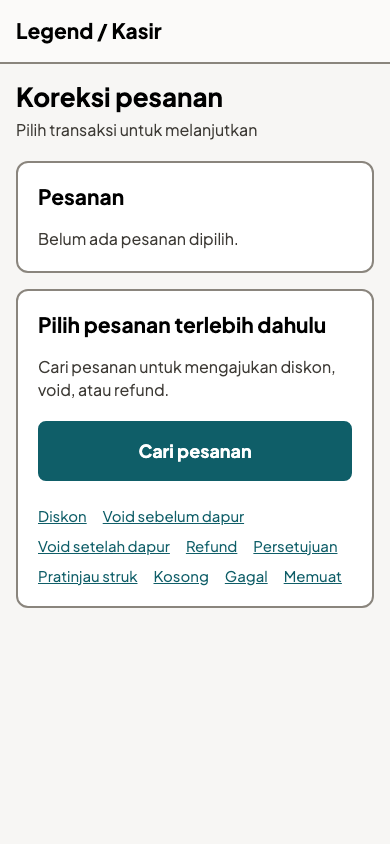 Legend / Kasir
Koreksi pesanan
Pilih transaksi untuk melanjutkan
Pesanan
Belum ada pesanan dipilih.
Pilih pesanan terlebih dahulu
Cari pesanan untuk mengajukan diskon,
void, atau refund.
Cari pesanan
Diskon Void sebelum dapur
Void setelah dapur Refund Persetujuan
Pratinjau struk Kosong Gagal Memuat